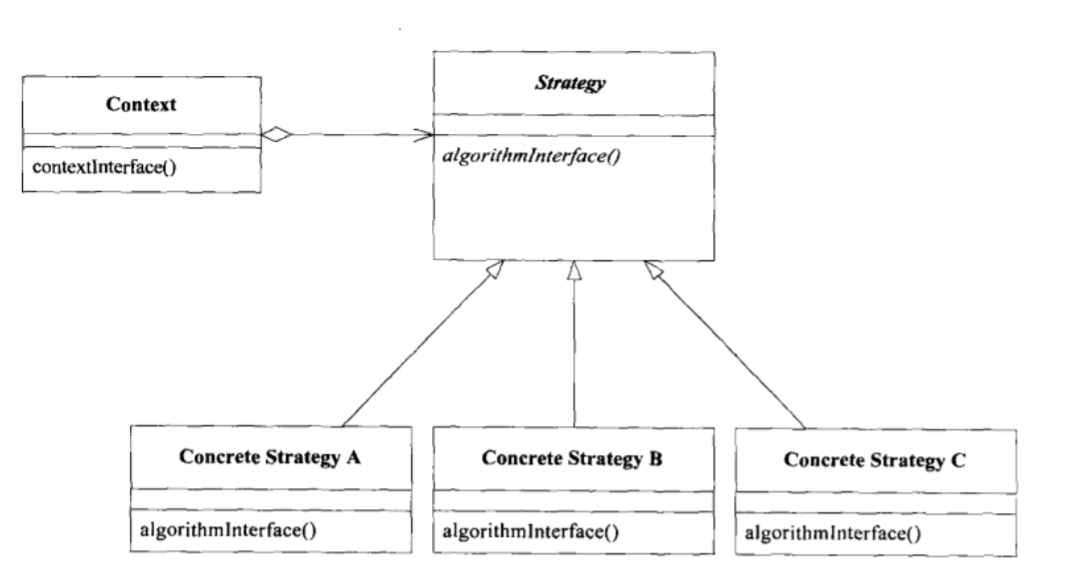 Context
contextInterface()
Strategy
algorithmInterface()
Concrete Strategy A
algorithmInterface()
Concrete Strategy B
algorithmInterface()
Concrete Strategy C
algorithmInterface()